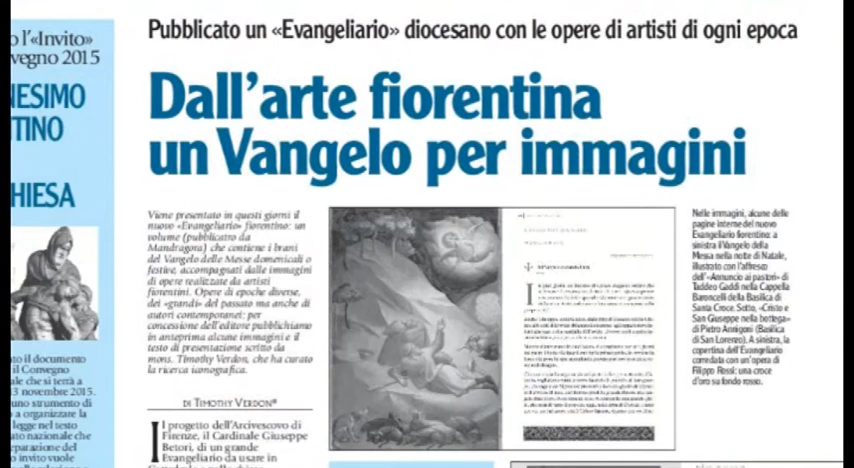 Pubblicato un «Evangeliario» diocesano con le opere di artisti di ogni epoca
Dall'arte fiorentina
un Vangelo per immagini
o l'«Invito»
vegno 2015
NESIMO
TINO
HIESA
to il documento
il Convegno
ale che si terrà a
13 novembre 2015.
uno strumento di
a organizzare la
legge nel testo
ato nazionale che
eparazione del
o invito vuole
Viene presentato in questi giorni il
nuovo «Evangeliario» fiorentino: un
volume (pubblicatro da
Mandragora) che contiene i brani
del Vangelo delle Messe domenicali o
festive, accompagnati dalle immagini
di opere realizzate da artisti
fiorentini. Opere di epoche diverse,
dei «grandi» del passato ma anche di
autori contemporanei: per
concessione dell'editore pubblichiamo
in anteprima alcune immagini e il
testo di presentazione scritto da
mons. Timothy Verdon, che ha curato
la ricerca iconografica.
DI TIMOTHY VERDON*
Il progetto dell'Arcivescovo di
Firenze, il Cardinale Giuseppe
Betori, di un grande
Evangeliario da usare in
Nelle immagini, alcune delle
pagine interne del nuovo
Evangeliario fiorentino: a
sinistra il Vangelo della
Messa nella notte di Natale,
illustrato con l'affresco
dell'«Annuncio ai pastori» di
Taddeo Gaddi nella Cappella
Baroncelli della Basilica di
Santa Croce. Sotto, «Cristo e
San Giuseppe nella bottega»
di Pietro Annigoni (Basilica
di San Lorenzo). A sinistra, la
copertina dell'Evangeliario
corredata con un'opera di
Filippo Rossi: una croce
d'oro su fondo rosso.